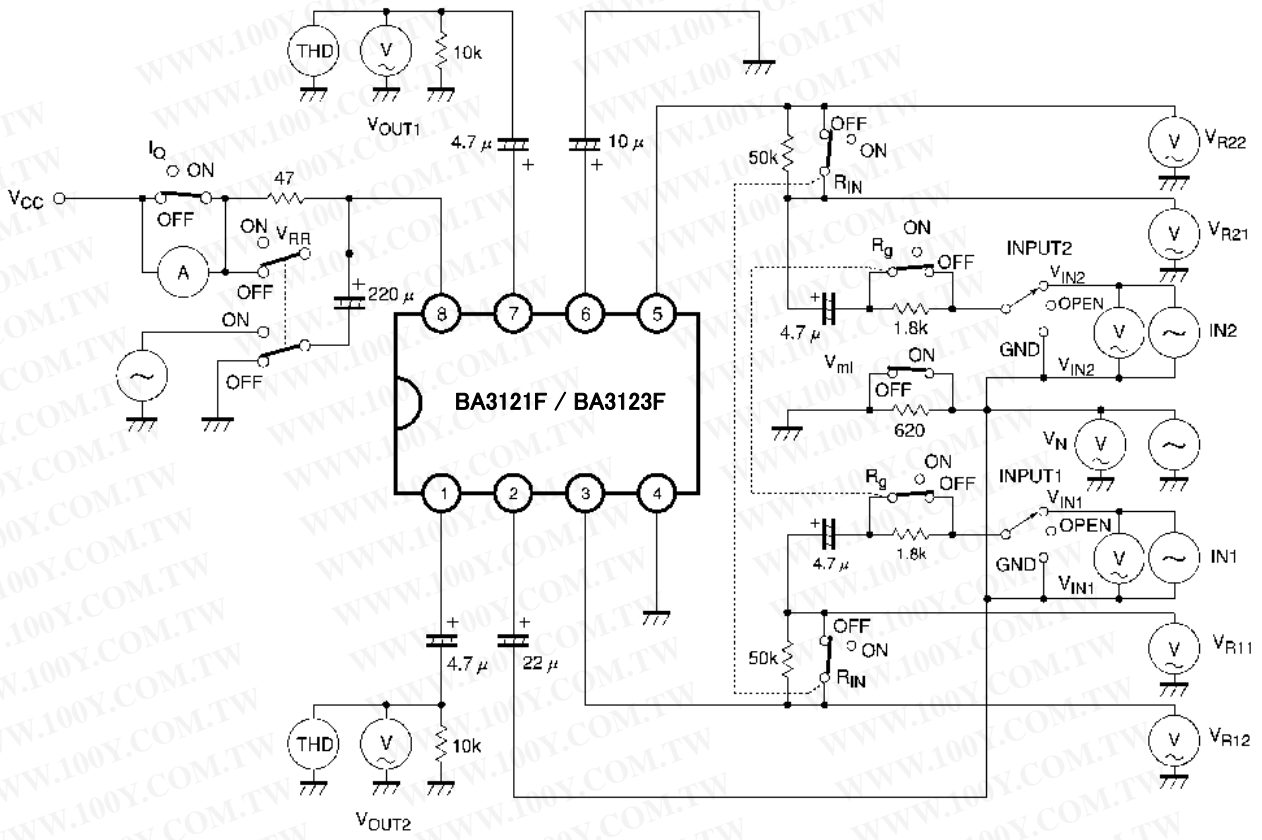 THD
V
10k
VOUT1
4.7 μ
+
10 μ
+
IQ
ON
OFF
VCC
47
A
ON
VRR
OFF
ON
OFF
+
220 μ
8
7
6
5
BA3121F / BA3123F
1
2
3
4
50k
OFF
ON
RIN
V
VR22
V
VR21
Rg
ON
OFF
INPUT2
VIN2
OPEN
GND
VIN2
V
IN2
+
4.7 μ
1.8k
Vml
ON
OFF
620
VN
V
Rg
ON
OFF
INPUT1
VIN1
OPEN
GND
VIN1
V
IN1
+
4.7 μ
1.8k
50k
OFF
ON
RIN
V
VR11
V
VR12
+
4.7 μ
+
22 μ
THD
V
10k
VOUT2
WWW.100Y.COM.TW